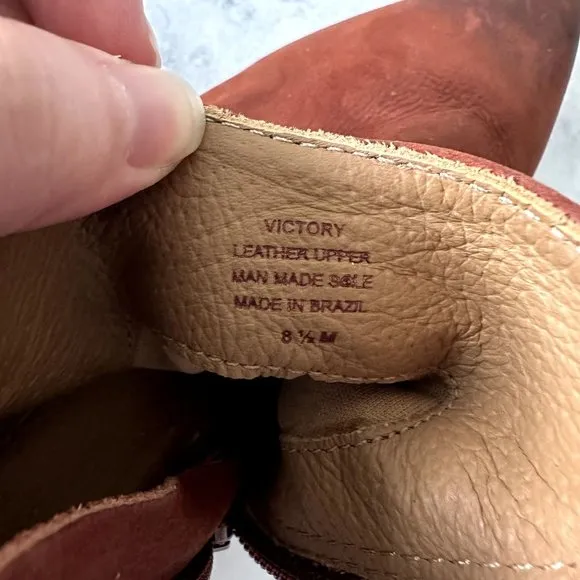 VICTORY
LEATHER UPPER
MAN MADE SOLE
MADE IN BRAZIL
8 ½ M